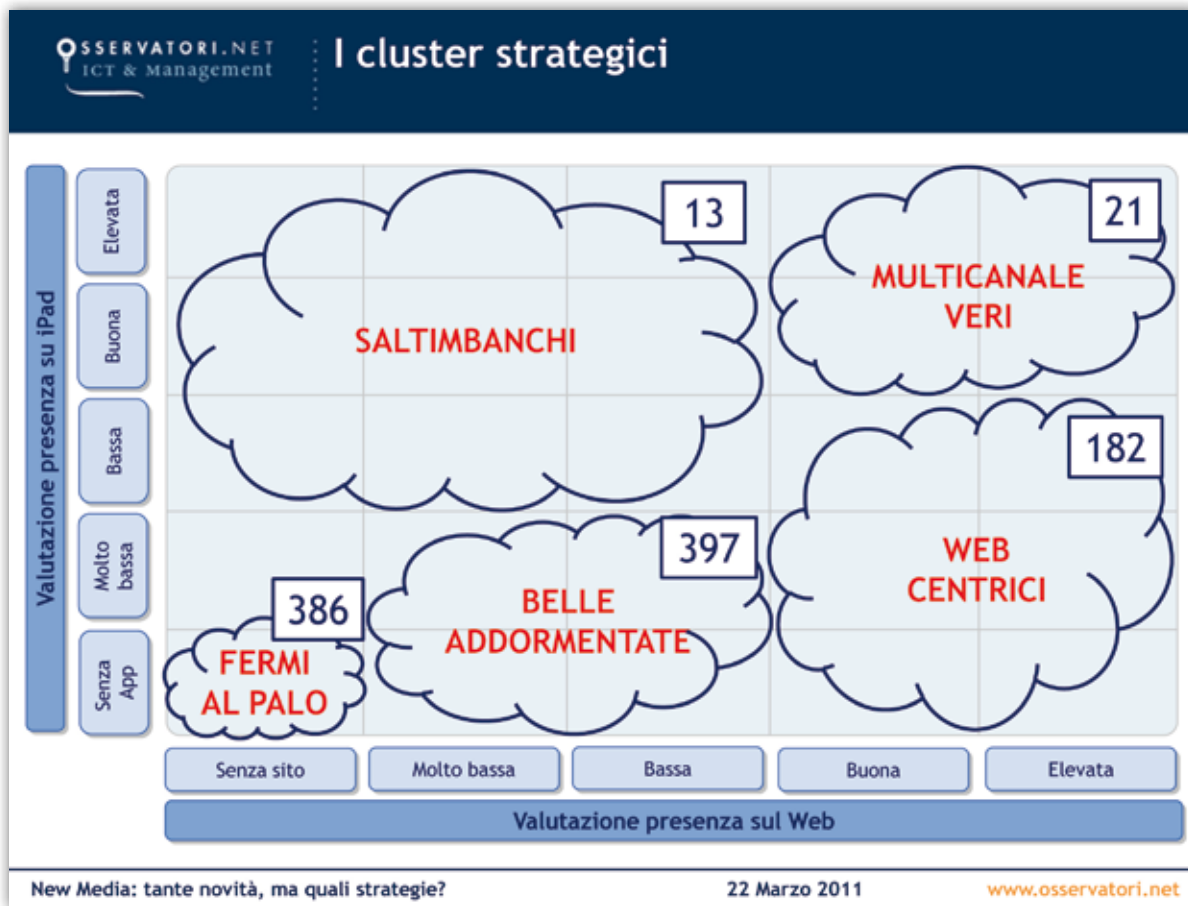 OSSERVATORI.NET
ICT & Management
I cluster strategici
Valutazione presenza su iPad
Elevata
Buona
Bassa
Molto
bassa
Senza
App
13
SALTIMBANCHI
21
MULTICANALE
VERI
182
WEB
CENTRICI
397
BELLE
ADDORMENTATE
386
FERMI
AL PALO
Senza sito
Molto bassa
Bassa
Buona
Elevata
Valutazione presenza sul Web
New Media: tante novità, ma quali strategie?
22 Marzo 2011
www.osservatori.net